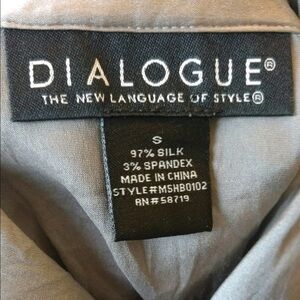 DIALOGUE®
THE NEW LANGUAGE OF STYLE®
S
97% SILK
3% SPANDEX
MADE IN CHINA
STYLE#MSHB0102
RN#58719